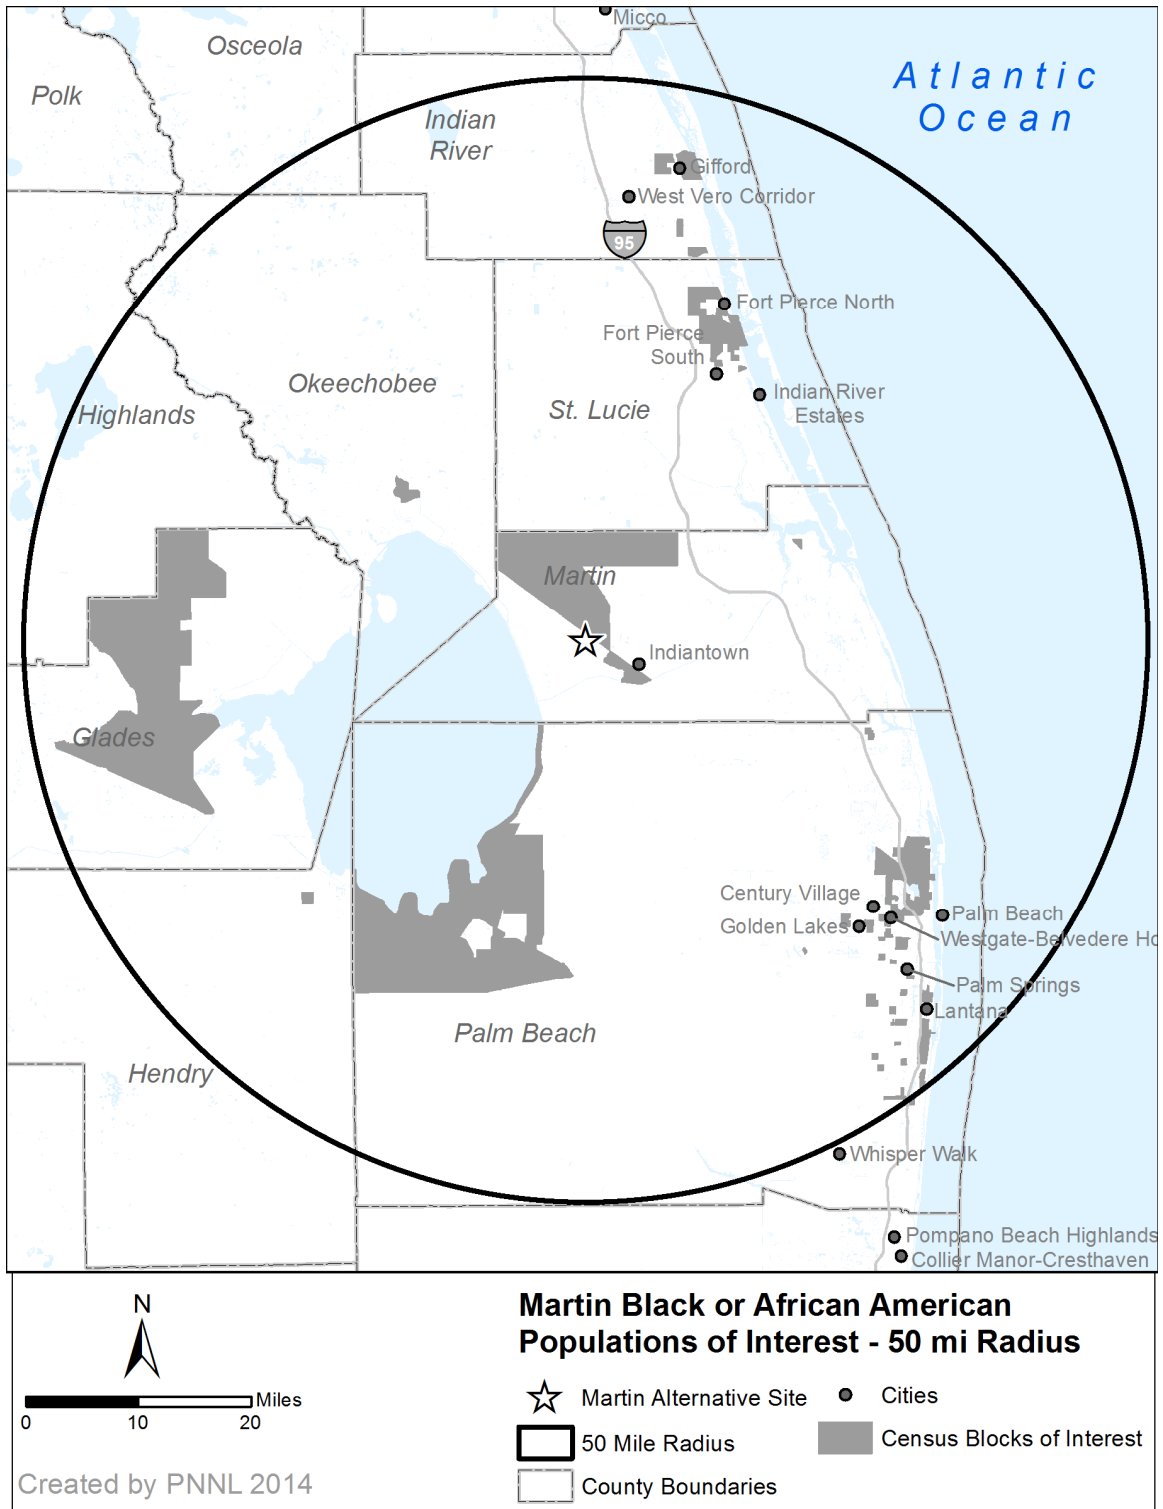 Micco
Osceola
Atlantic
Ocean
Polk
Indian
River
Gifford
West Vero Corridor
95
Fort Pierce North
Fort Pierce
South
Okeechobee
Indian River
Estates
St. Lucie
Highlands
Martin
Indiantown
Glades
Century Village
Palm Beach
Golden Lakes
Westgate-Belvedere Ho
Palm Springs
Lantana
Palm Beach
Hendry
Whisper Walk
Pompano Beach Highlands
Collier Manor-Cresthaven
N
Miles
0 10 20
Created by PNNL 2014
Martin Black or African American
Populations of Interest - 50 mi Radius
Martin Alternative Site
Cities
50 Mile Radius
Census Blocks of Interest
County Boundaries